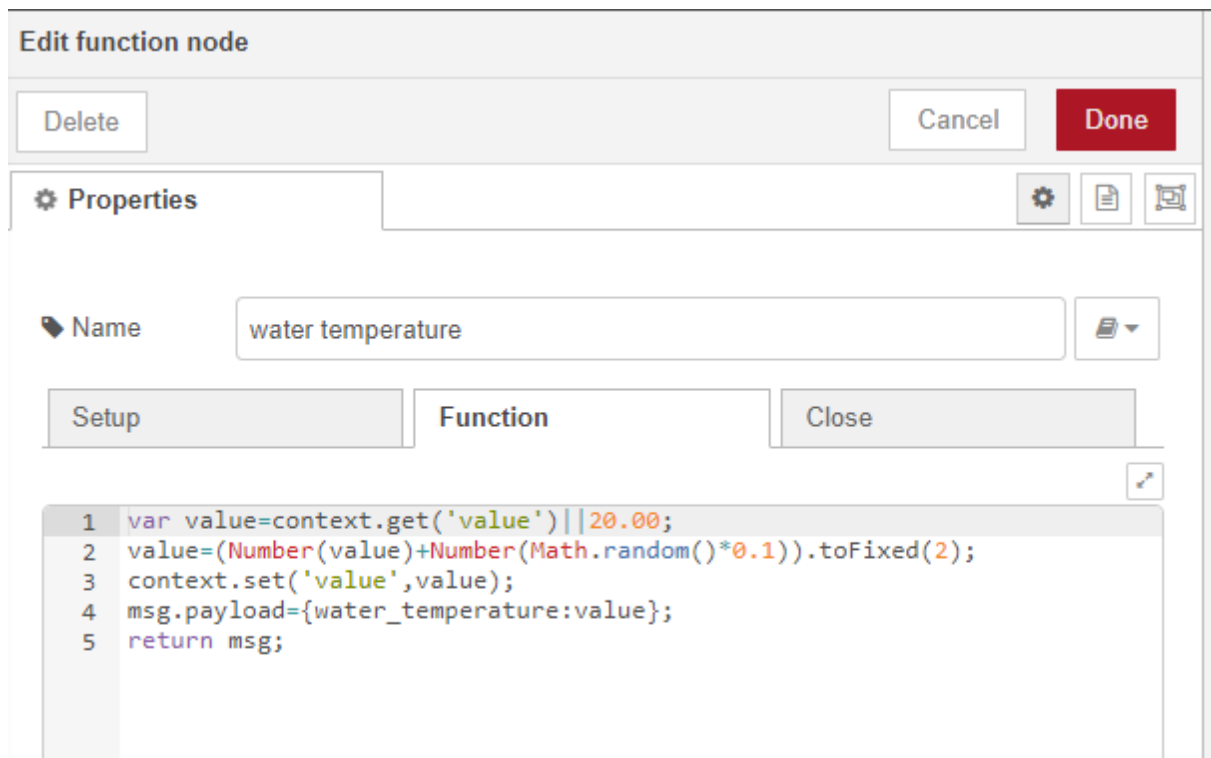 Edit function node
Delete Cancel Done
Properties
Name water temperature
Setup Function Close
1 var value=context.get('value')||20.00;
2 value=(Number(value)+Number(Math.random()*0.1)).toFixed(2);
3 context.set('value',value);
4 msg.payload={water_temperature:value};
5 return msg;